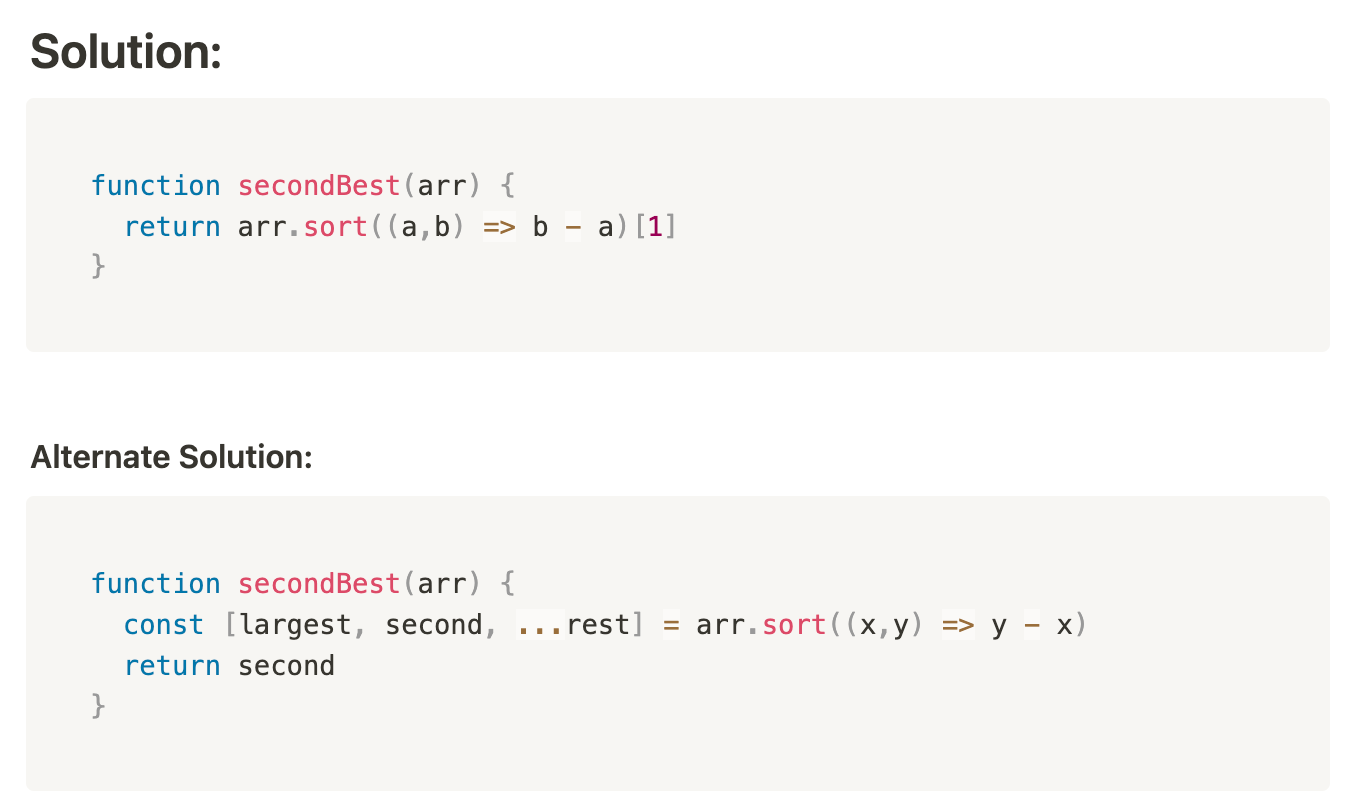 Solution:
function secondBest(arr) {
  return arr.sort((a,b) => b - a)[1]
}
Alternate Solution:
function secondBest(arr) {
  const [largest, second, ...rest] = arr.sort((x,y) => y - x)
  return second
}